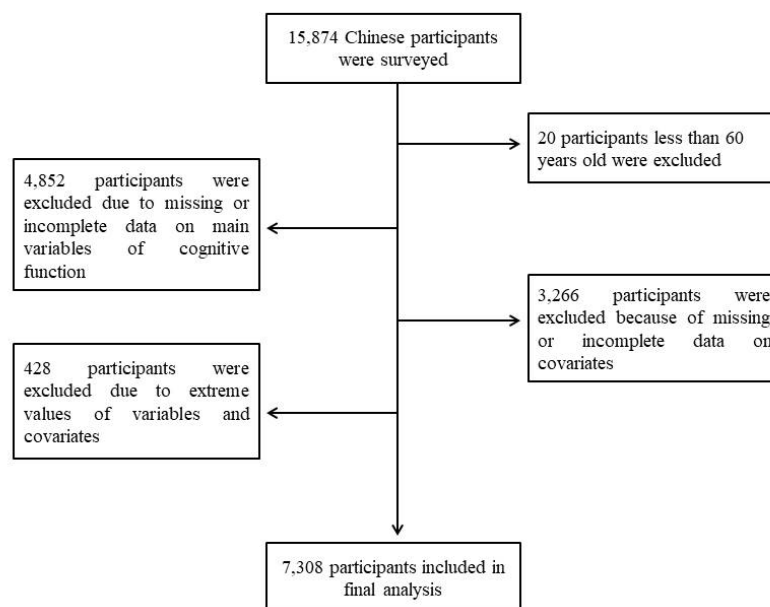 15,874 Chinese participants
were surveyed
20 participants less than 60
years old were excluded
4,852 participants were
excluded due to missing or
incomplete data on main
variables of cognitive
function
3,266 participants were
excluded because of missing
or incomplete data on
covariates
428 participants were
excluded due to extreme
values of variables and
covariates
7,308 participants included in
final analysis